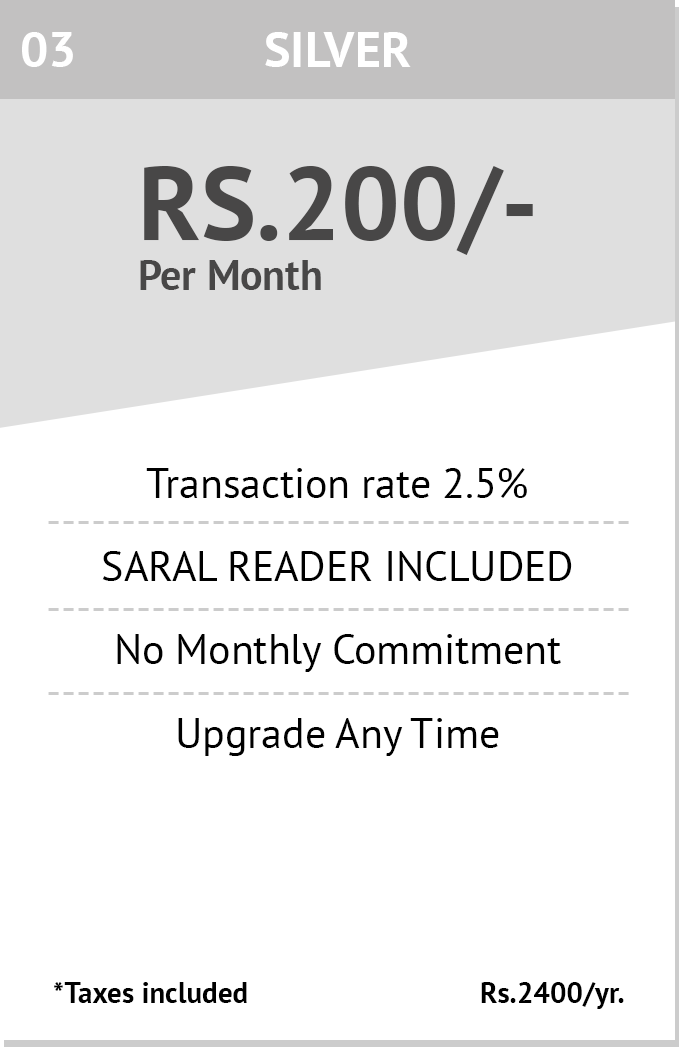 03 SILVER
RS.200/-
Per Month
Transaction rate 2.5%
SARAL READER INCLUDED
No Monthly Commitment
Upgrade Any Time
*Taxes included Rs.2400/yr.